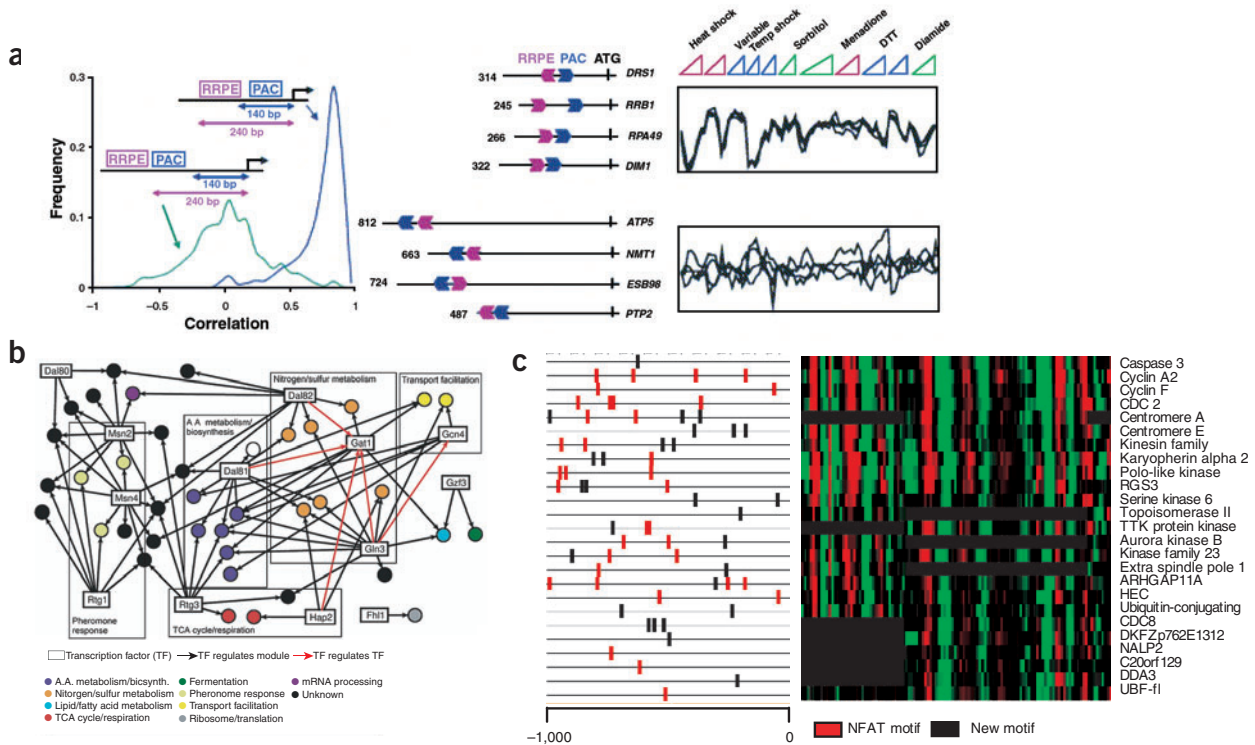 a
0.3
0.2
0.1
0
Frequency
-1
-0.5
0
0.5
1
Correlation
RRPE PAC
140 bp
240 bp
RRPE PAC
140 bp
240 bp
RRPE PAC ATG
314 DRS1
245 RRB1
266 RPA49
322 DIM1
812 ATP5
663 NMT1
724 ESB98
487 PTP2
Heat shock
Variable
Temp shock
Sorbitol
Menadione
DTT
Diamide
b
Dal80
Nitrogen/sulfur metabolism
Transport facilitation
Dal82
Msn2
A A metabolism/
biosynthesis
Gat1
Gcn4
Dal81
Gzf3
Msn4
Gln3
Rtg1
Rtg3
Hap2
Fhl1
Pheromone
response
TCA cycle/respiration
Transcription factor (TF)
TF regulates module
TF regulates TF
A.A. metabolism/biosynth.
Nitorgen/sulfur metabolism
Lipid/fatty acid metabolism
TCA cycle/respiration
Fermentation
Pheronome response
Transport facilitation
Ribosome/translation
mRNA processing
Unknown
c
Caspase 3
Cyclin A2
Cyclin F
CDC 2
Centromere A
Centromere E
Kinesin family
Karyopherin alpha 2
Polo-like kinase
RGS3
Serine kinase 6
Topoisomerase II
TTK protein kinase
Aurora kinase B
Kinase family 23
Extra spindle pole 1
ARHGAP11A
HEC
Ubiquitin-conjugating
CDC8
DKFZp762E1312
NALP2
C20orf129
DDA3
UBF-fl
-1,000
0
NFAT motif
New motif